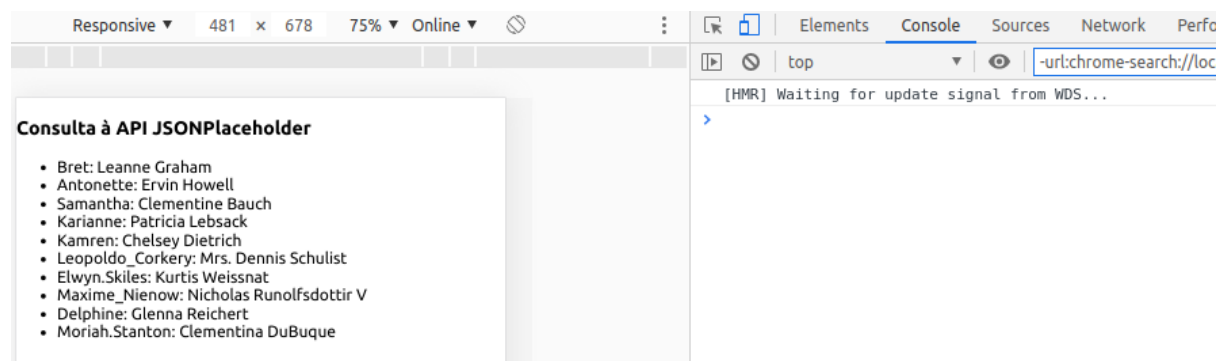 Responsive ▼ 481 × 678 75% ▼ Online ▼
Elements Console Sources Network Perfo
top ▼ -url:chrome-search://loc
[HMR] Waiting for update signal from WDS...
>
Consulta à API JSONPlaceholder
• Bret: Leanne Graham
• Antonette: Ervin Howell
• Samantha: Clementine Bauch
• Karianne: Patricia Lebsack
• Kamren: Chelsey Dietrich
• Leopoldo_Corkery: Mrs. Dennis Schulist
• Elwyn.Skiles: Kurtis Weissnat
• Maxime_Nienow: Nicholas Runolfsdottir V
• Delphine: Glenna Reichert
• Moriah.Stanton: Clementina DuBuque